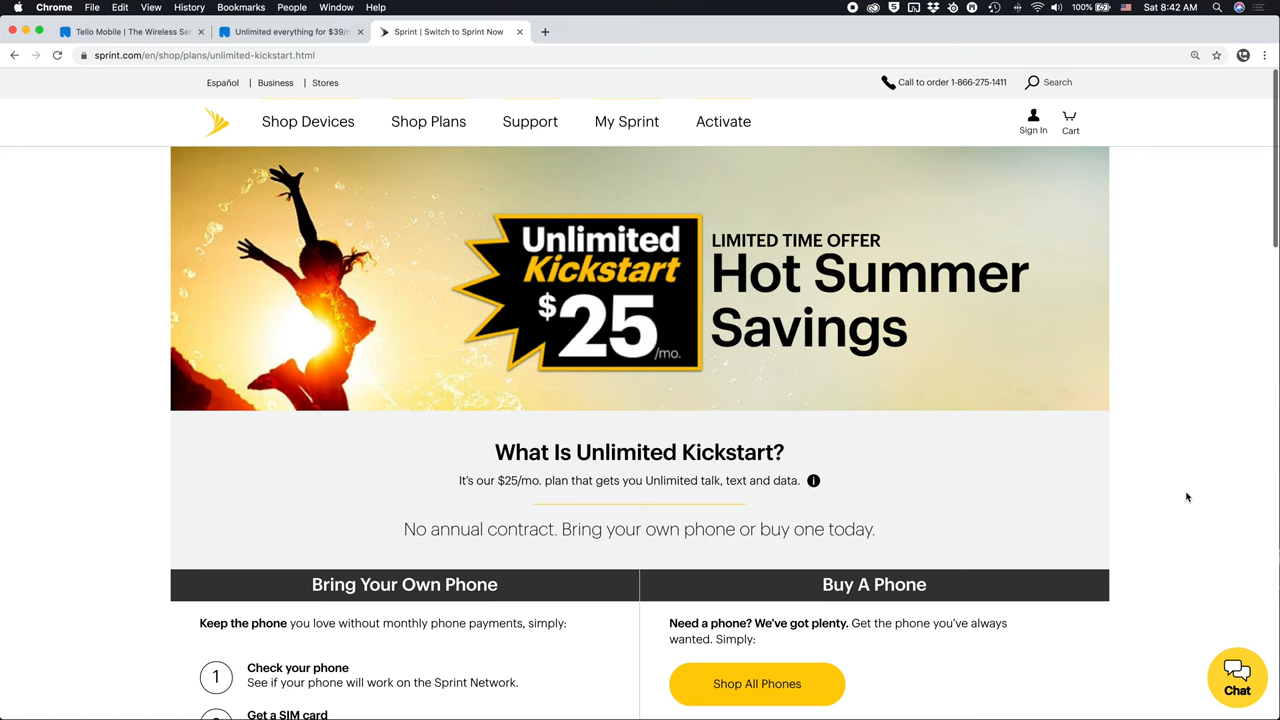 Chrome File Edit View History Bookmarks People Window Help 100% Sat 8:42 AM
Tello Mobile | The Wireless Se
Unlimited everything for $39/m
Sprint | Switch to Sprint Now
sprint.com/en/shop/plans/unlimited-kickstart.html
Español | Business | Stores
Call to order 1-866-275-1411 Search
Shop Devices Shop Plans Support My Sprint Activate
Sign In Cart
Unlimited
Kickstart
$25/mo.
LIMITED TIME OFFER
Hot Summer
Savings
What Is Unlimited Kickstart?
It's our $25/mo. plan that gets you Unlimited talk, text and data. i
No annual contract. Bring your own phone or buy one today.
Bring Your Own Phone
Keep the phone you love without monthly phone payments, simply:
1 Check your phone
See if your phone will work on the Sprint Network.
Get a SIM card
Buy A Phone
Need a phone? We've got plenty. Get the phone you've always
wanted. Simply:
Shop All Phones
Chat